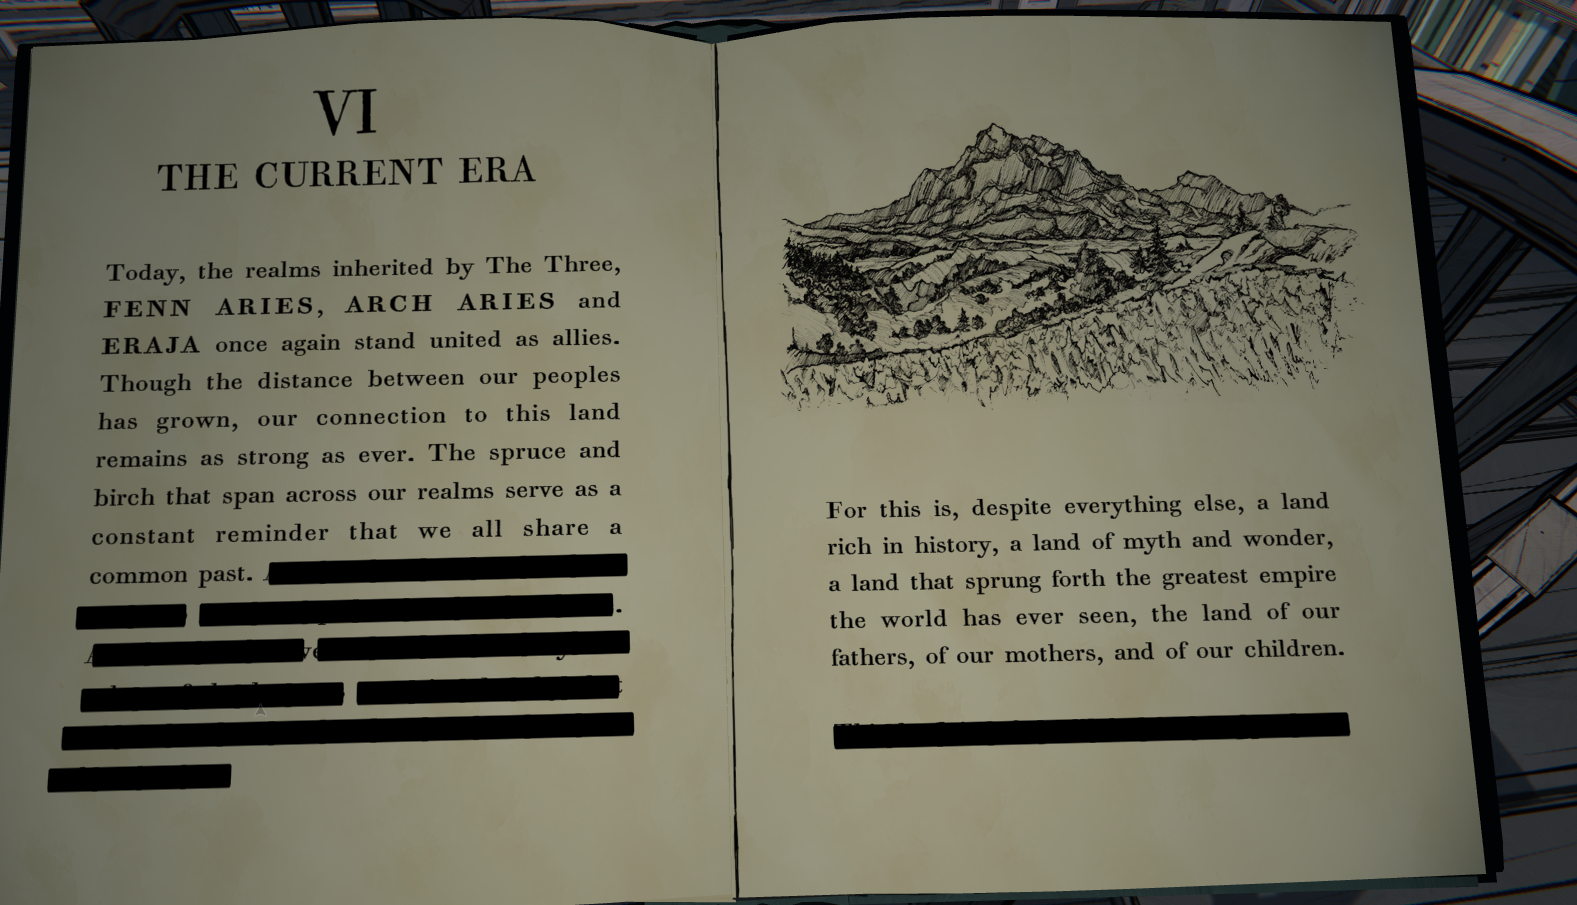 VI
THE CURRENT ERA
Today, the realms inherited by The Three,
FENN ARIES, ARCH ARIES and
ERAJA once again stand united as allies.
Though the distance between our peoples
has grown, our connection to this land
remains as strong as ever. The spruce and
birch that span across our realms serve as a
constant reminder that we all share a
common past.
For this is, despite everything else, a land
rich in history, a land of myth and wonder,
a land that sprung forth the greatest empire
the world has ever seen, the land of our
fathers, of our mothers, and of our children.